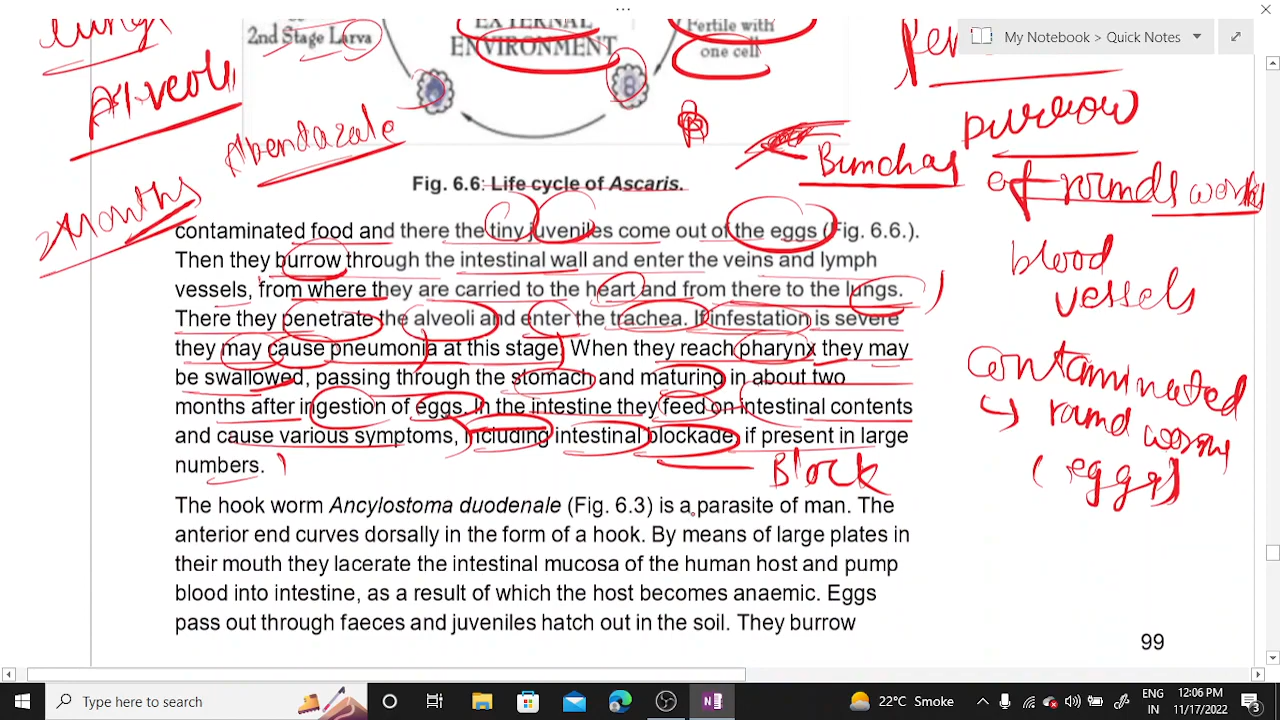 ...
lungs
2nd Stage Larva
EXTERNAL
ENVIRONMENT
Fertile with
one cell
My Notebook > Quick Notes
Alveoli
Abendazale
purrow
Bunchas
of rounds works
Months
Fig. 6.6: Life cycle of Ascaris.
contaminated food and there the tiny juveniles come out of the eggs (Fig. 6.6.).
Then they burrow through the intestinal wall and enter the veins and lymph
vessels, from where they are carried to the heart and from there to the lungs.
There they penetrate the alveoli and enter the trachea. If infestation is severe
they may cause pneumonia at this stage. When they reach pharynx they may
be swallowed, passing through the stomach and maturing in about two
months after ingestion of eggs. In the intestine they feed on intestinal contents
and cause various symptoms, including intestinal blockade, if present in large
numbers.
blood
vessels
contaminated
round worms
(eggs)
Block
The hook worm Ancylostoma duodenale (Fig. 6.3) is a parasite of man. The
anterior end curves dorsally in the form of a hook. By means of large plates in
their mouth they lacerate the intestinal mucosa of the human host and pump
blood into intestine, as a result of which the host becomes anaemic. Eggs
pass out through faeces and juveniles hatch out in the soil. They burrow
99
Type here to search
22°C Smoke
ENG
IN
12:06 PM
11/17/2022
3